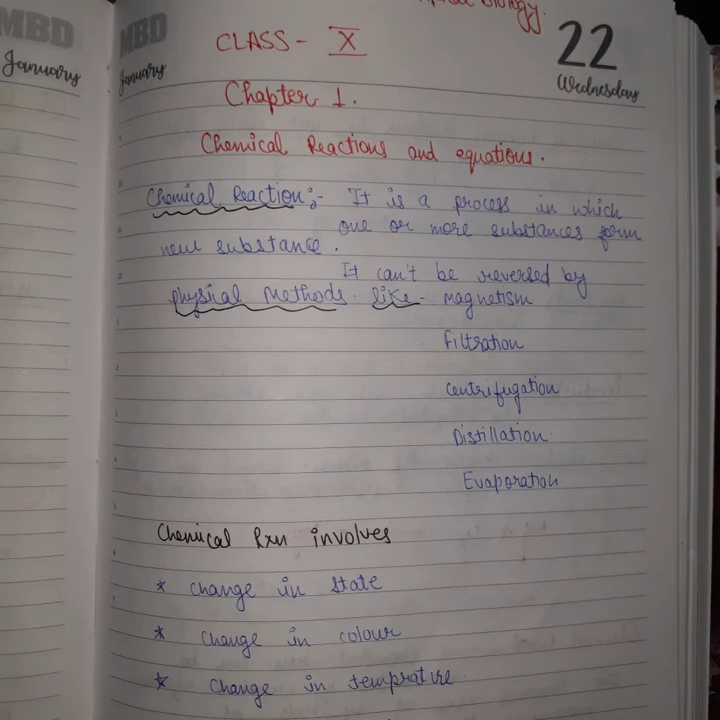 MBD
January
MBD
January
Biology.
22
Wednesday
CLASS - X
Chapter 1.
Chemical Reactions and equations.
Chemical Reaction:- It is a process in which
one or more substances form
new substance.
It can't be reversed by
physical methods. like - magnetism
Filtration
Centrifugation
Distillation
Evaporation
Chemical Rxn involves
* change in state
* change in colour
* change in temprature.